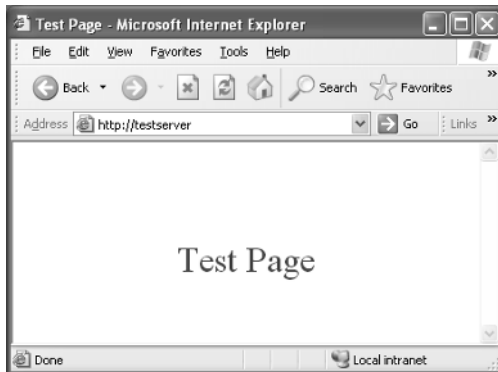 Test Page - Microsoft Internet Explorer
File Edit View Favorites Tools Help
Back Search Favorites »
Address http://testserver Go Links »
Test Page
Done Local intranet